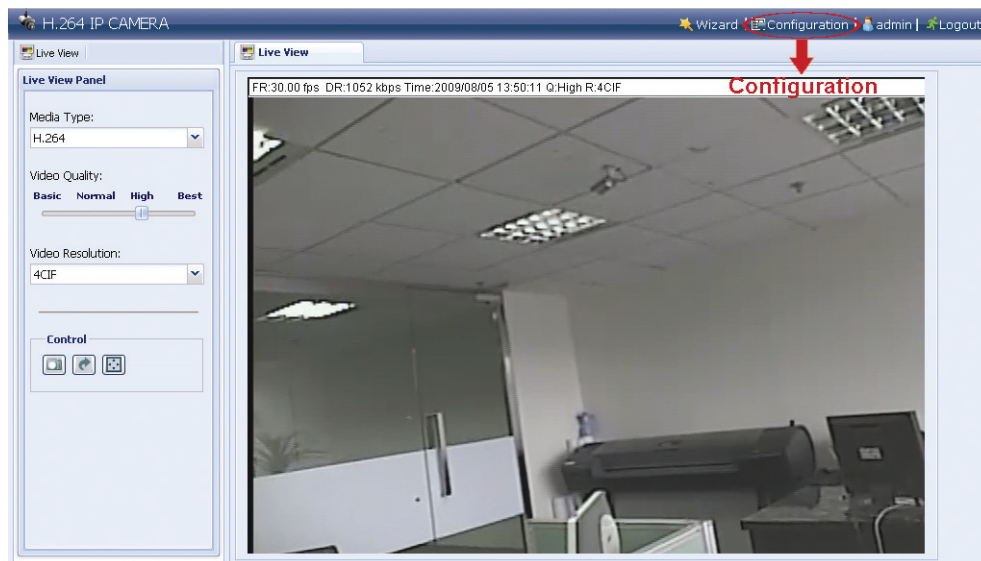 H.264 IP CAMERA
Wizard | Configuration | admin | Logout
Live View
Live View
Live View Panel
FR:30.00 fps DR:1052 kbps Time:2009/08/05 13:50:11 Q:High R:4CIF
Configuration
Media Type:
H.264
Video Quality:
Basic Normal High Best
Video Resolution:
4CIF
Control